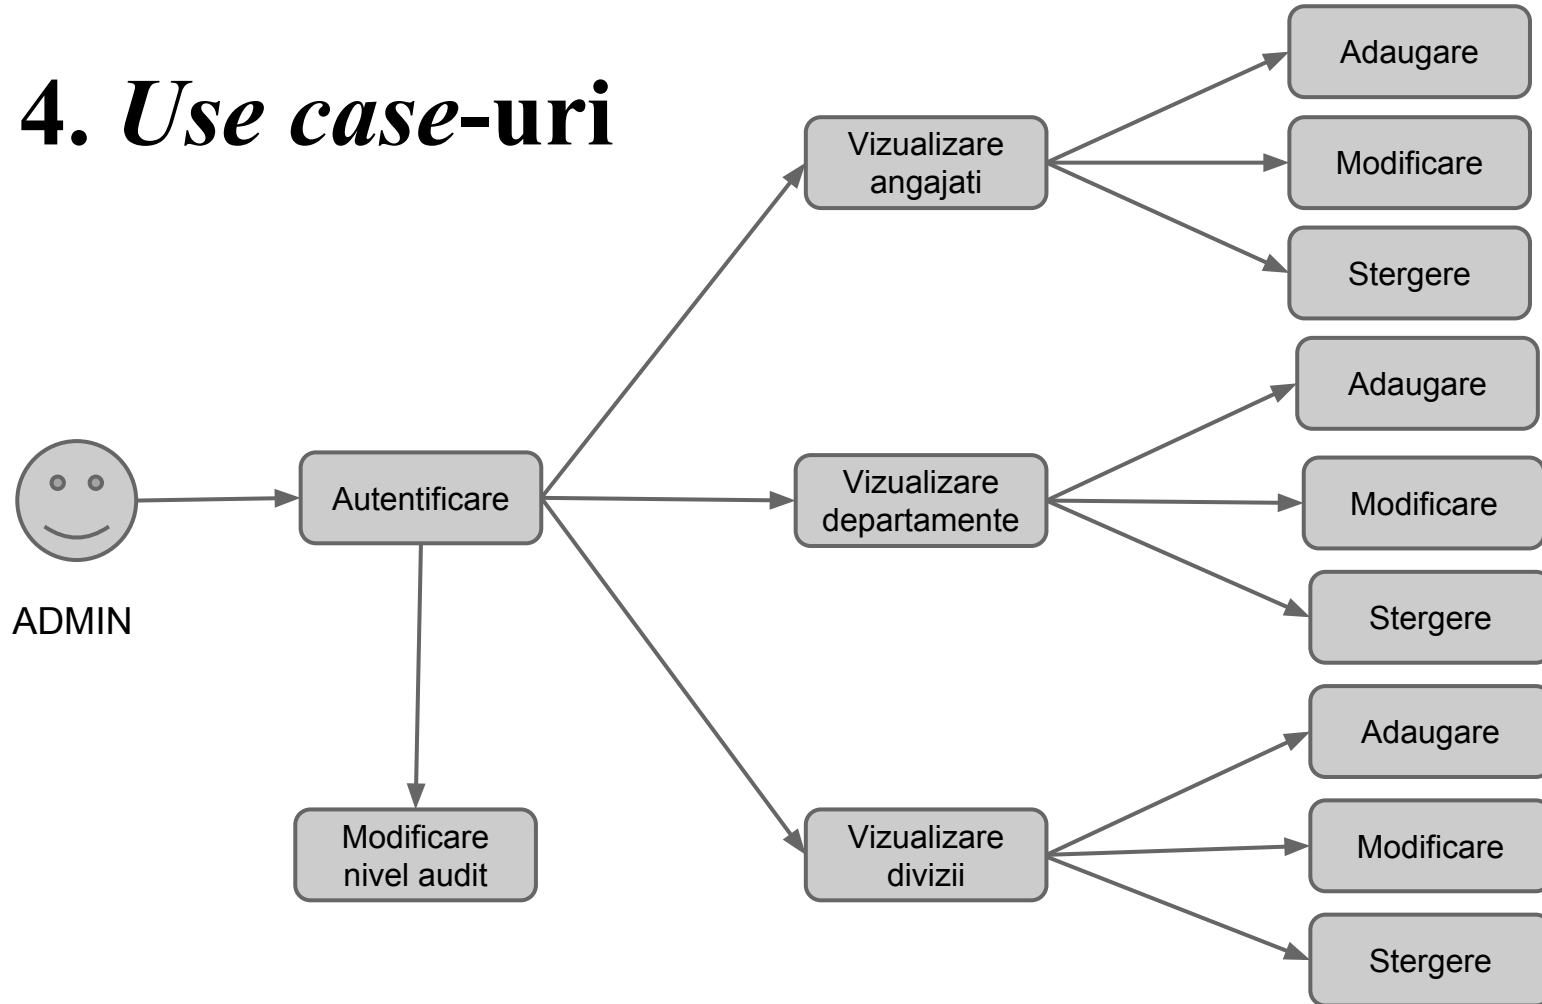 4. Use case-uri
Vizualizare
angajati
Adaugare
Modificare
Stergere
ADMIN
Autentificare
Vizualizare
departamente
Adaugare
Modificare
Stergere
Modificare
nivel audit
Vizualizare
divizii
Adaugare
Modificare
Stergere